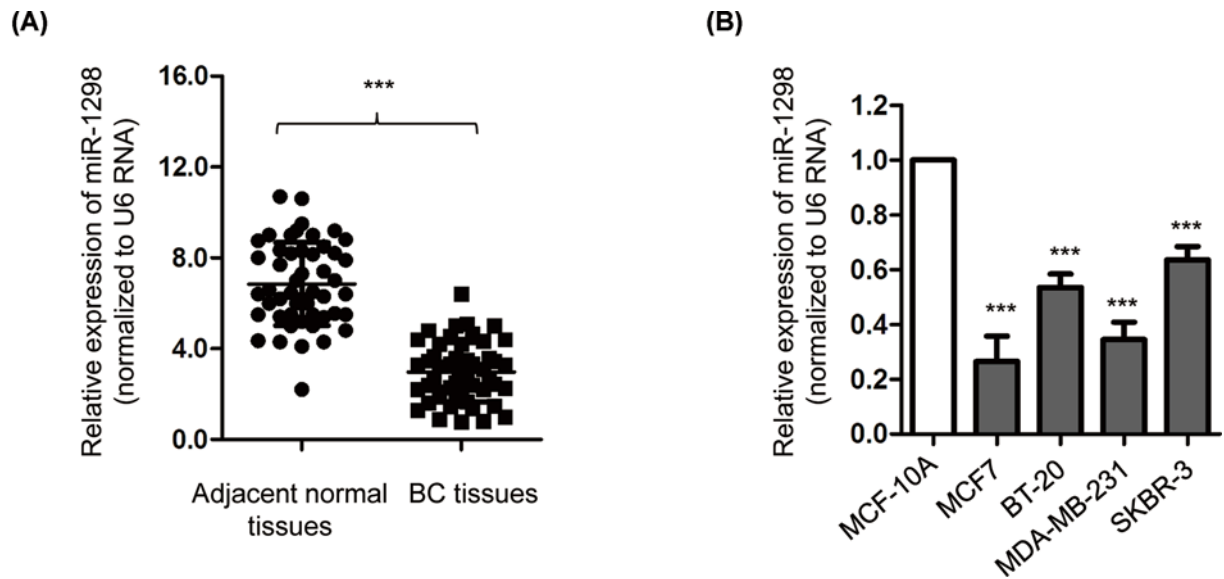 (A)
Relative expression of miR-1298
(normalized to U6 RNA)
16.0
12.0
8.0
4.0
0.0
***
Adjacent normal
tissues
BC tissues
(B)
Relative expression of miR-1298
(normalized to U6 RNA)
1.2
1.0
0.8
0.6
0.4
0.2
0.0
***
***
***
***
MCF-10A
MCF7
BT-20
MDA-MB-231
SKBR-3